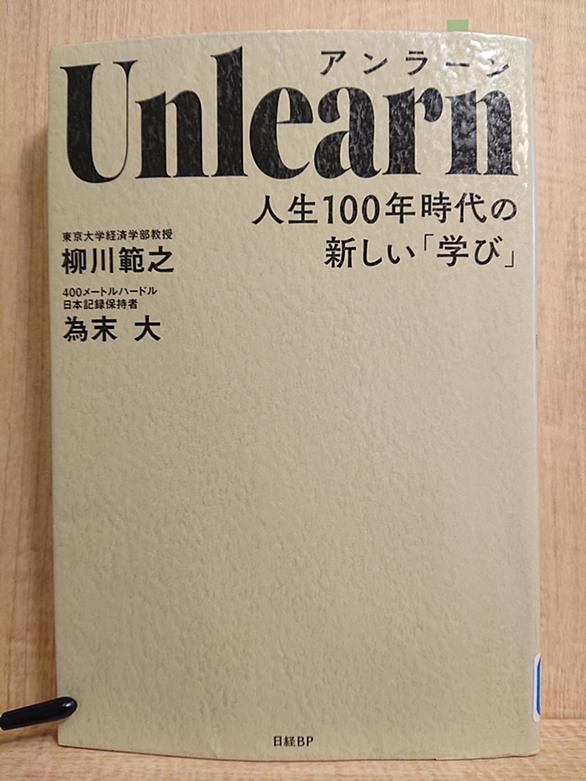 アンラーン
Unlearn
人生100年時代の
新しい「学び」
東京大学経済学部教授
柳川範之
400メートルハードル
日本記録保持者
為末 大
日経BP